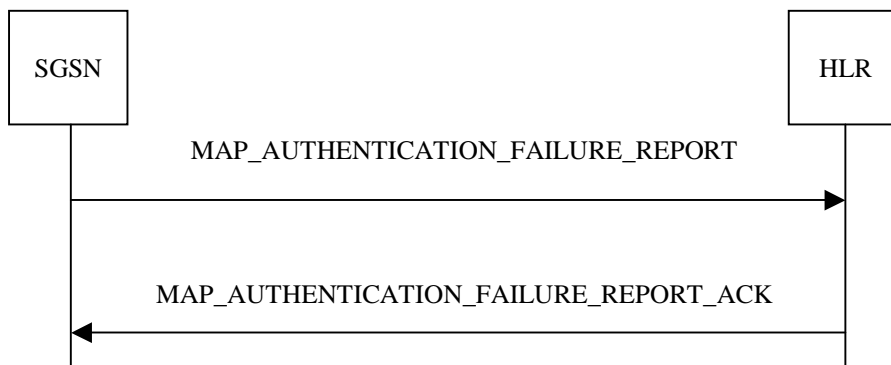 SGSN
HLR
MAP_AUTHENTICATION_FAILURE_REPORT
MAP_AUTHENTICATION_FAILURE_REPORT_ACK